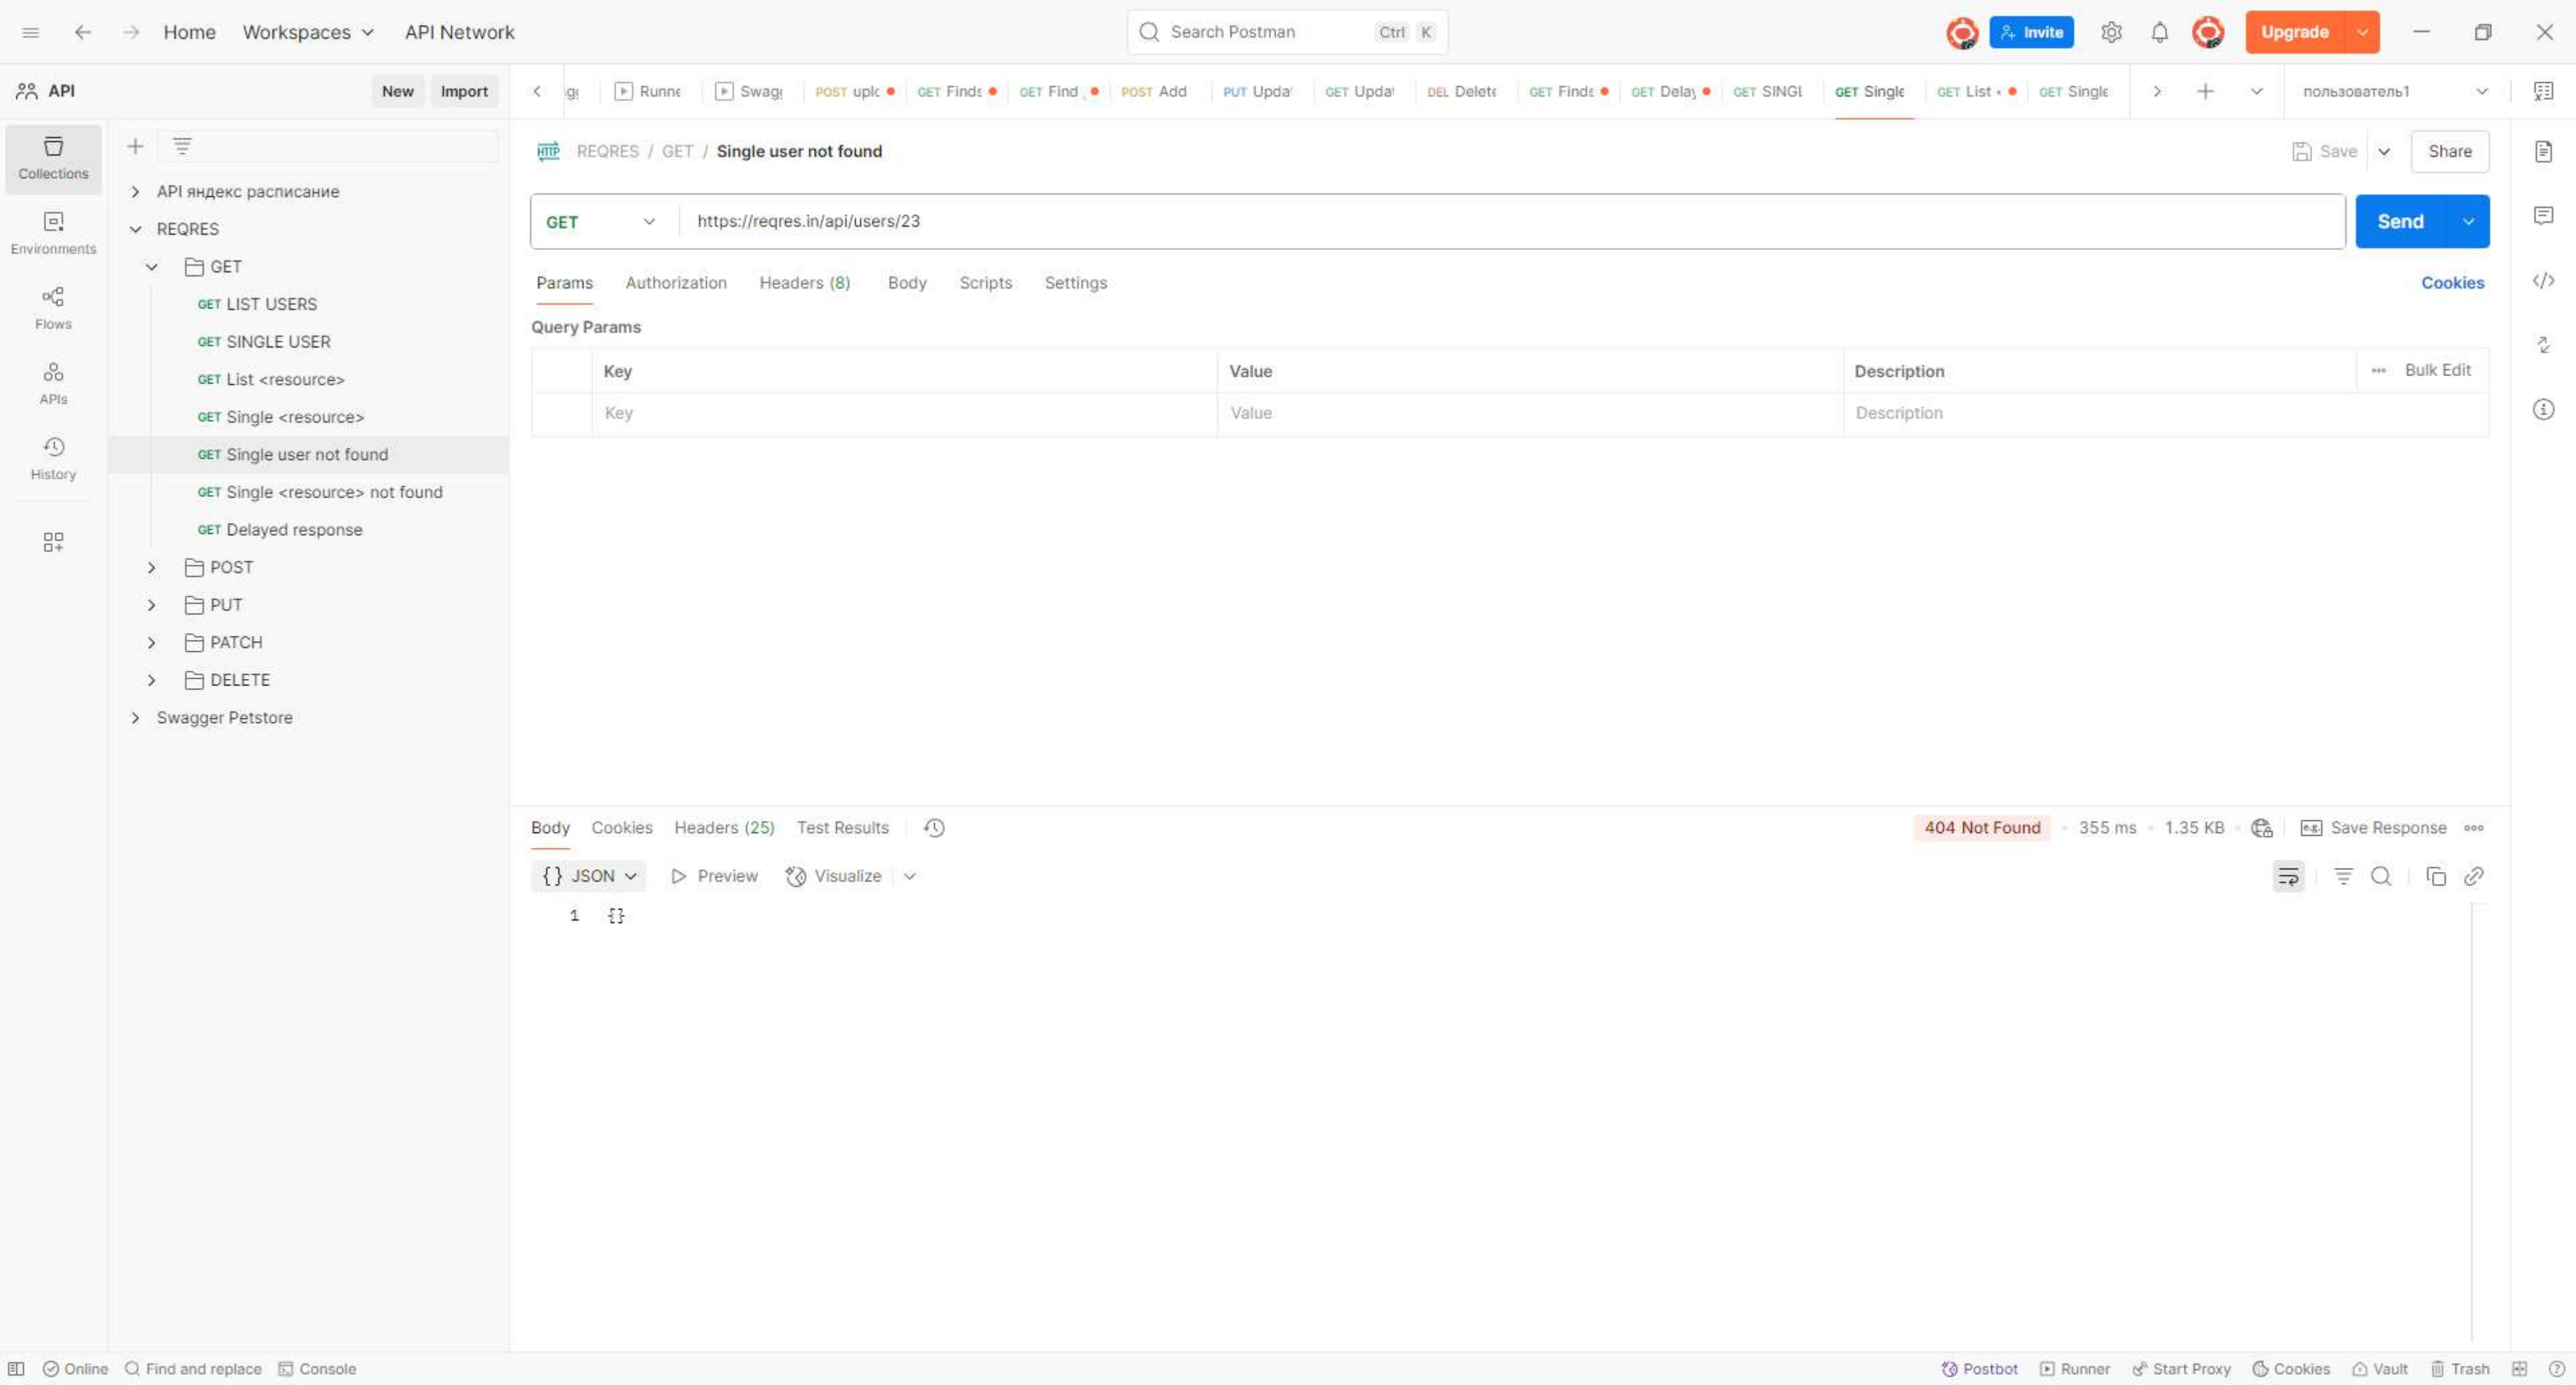 Home Workspaces API Network Search Postman Ctrl K Invite Upgrade
API New Import Runne Swag POST uplc GET Finds GET Find POST Add PUT Upda GET Upda DEL Delete GET Finds GET Delay GET SINGL GET Single GET List GET Single пользователь1
Collections
Environments
Flows
APIs
History
API яндекс расписание
REQRES
GET
GET LIST USERS
GET SINGLE USER
GET List <resource>
GET Single <resource>
GET Single user not found
GET Single <resource> not found
GET Delayed response
POST
PUT
PATCH
DELETE
Swagger Petstore
HTTP REQRES / GET / Single user not found Save Share
GET https://reqres.in/api/users/23 Send
Params Authorization Headers (8) Body Scripts Settings Cookies
Query Params
Key Value Description Bulk Edit
Key Value Description
Body Cookies Headers (25) Test Results 404 Not Found 355 ms 1.35 KB Save Response
{} JSON Preview Visualize
1 {}
Online Find and replace Console Postbot Runner Start Proxy Cookies Vault Trash